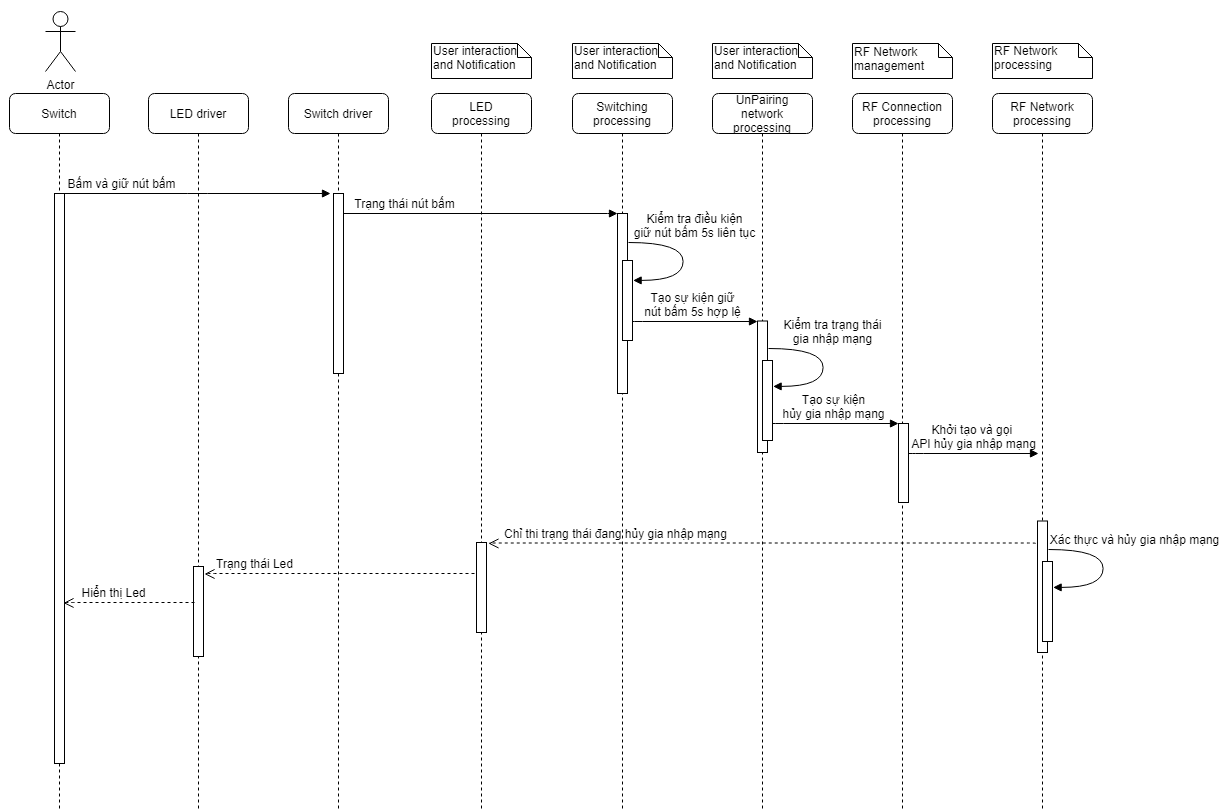 Actor
User interaction
and Notification
User interaction
and Notification
User interaction
and Notification
RF Network
management
RF Network
processing
Switch
LED driver
Switch driver
LED
processing
Switching
processing
UnPairing
network
processing
RF Connection
processing
RF Network
processing
Bấm và giữ nút bấm
Trạng thái nút bấm
Kiểm tra điều kiện
giữ nút bấm 5s liên tục
Tạo sự kiện giữ
nút bấm 5s hợp lệ
Kiểm tra trạng thái
gia nhập mạng
Tạo sự kiện
hủy gia nhập mạng
Khởi tạo và gọi
API hủy gia nhập mạng
Chỉ thi trạng thái đang hủy gia nhập mạng
Xác thực và hủy gia nhập mạng
Trạng thái Led
Hiển thị Led